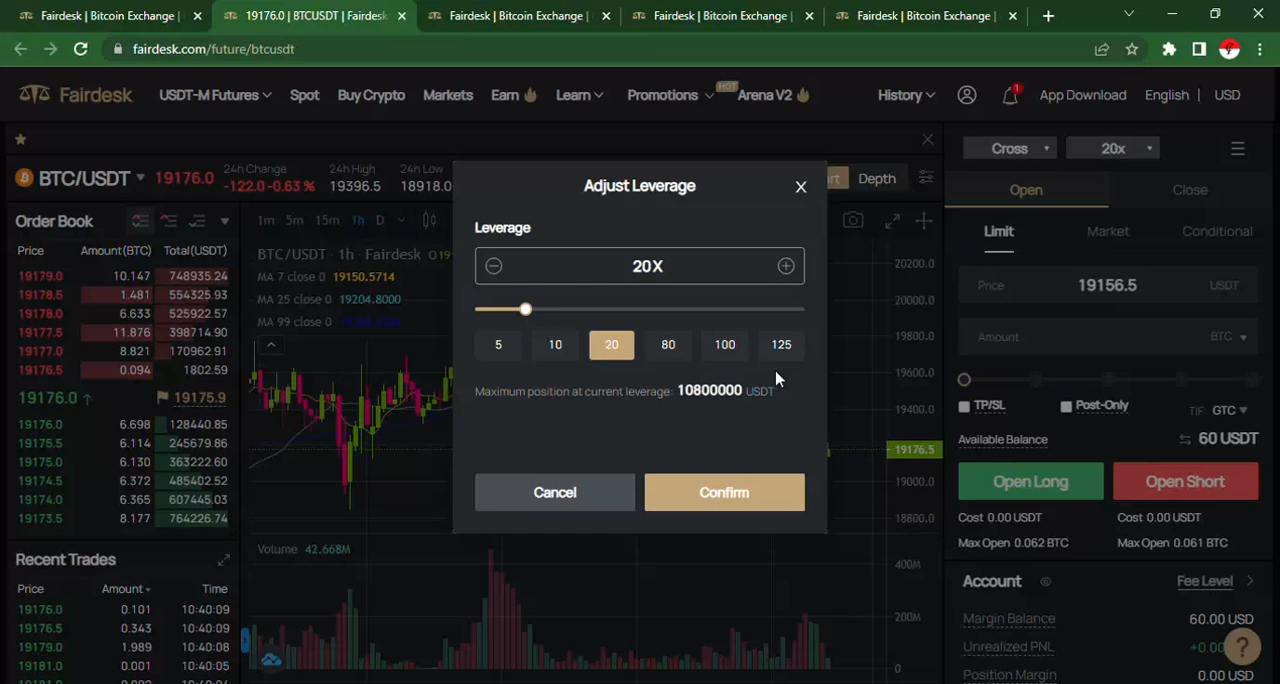 Fairdesk | Bitcoin Exchange |
19176.0 | BTCUSDT | Fairdesk
Fairdesk | Bitcoin Exchange |
Fairdesk | Bitcoin Exchange |
Fairdesk | Bitcoin Exchange |
fairdesk.com/future/btcusdt
Fairdesk
USDT-M Futures
Spot
Buy Crypto
Markets
Earn
Learn
Promotions
HOT
Arena V2
History
1
App Download
English |
USD
BTC/USDT
19176.0
24h Change
-122.0 -0.63 %
24h High
19396.5
24h Low
18918.0
Depth
Order Book
Price Amount(BTC) Total(USDT)
19179.0 10.147 748935.24
19178.5 1.481 554325.93
19178.0 6.633 525922.57
19177.5 11.876 398714.90
19177.0 8.821 170962.91
19176.5 0.094 1802.59
19176.0 ↑ 19175.9
19176.0 6.698 128440.85
19175.5 6.114 245679.86
19175.0 6.130 363222.60
19174.5 6.372 485402.52
19174.0 6.365 607445.03
19173.5 8.177 764226.74
Recent Trades
Price Amount Time
19176.0 0.101 10:40:09
19176.5 0.343 10:40:09
19179.0 1.989 10:40:08
19181.0 0.001 10:40:05
1m 5m 15m 1h D
BTC/USDT · 1h · Fairdesk
MA 7 close 0 19150.5714
MA 25 close 0 19204.8000
MA 99 close 0
Volume 42.668M
20200.0
20000.0
19800.0
19600.0
19400.0
19176.5
19000.0
18800.0
400M
200M
0
Adjust Leverage
Leverage
20X
5 10 20 80 100 125
Maximum position at current leverage: 10800000 USDT
Cancel
Confirm
Cross
20x
Open
Close
Limit
Market
Conditional
Price 19156.5 USDT
Amount BTC
TP/SL
Post-Only
TIF GTC
Available Balance 60 USDT
Open Long
Open Short
Cost 0.00 USDT Cost 0.00 USDT
Max Open 0.062 BTC Max Open 0.061 BTC
Account
Fee Level
Margin Balance 60.00 USD
Unrealized PNL +0.00
Position Margin 0.00 USD
?